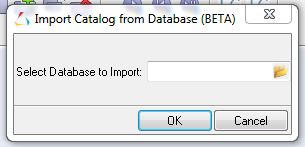 Import Catalog from Database (BETA)
Select Database to Import:
OK
Cancel